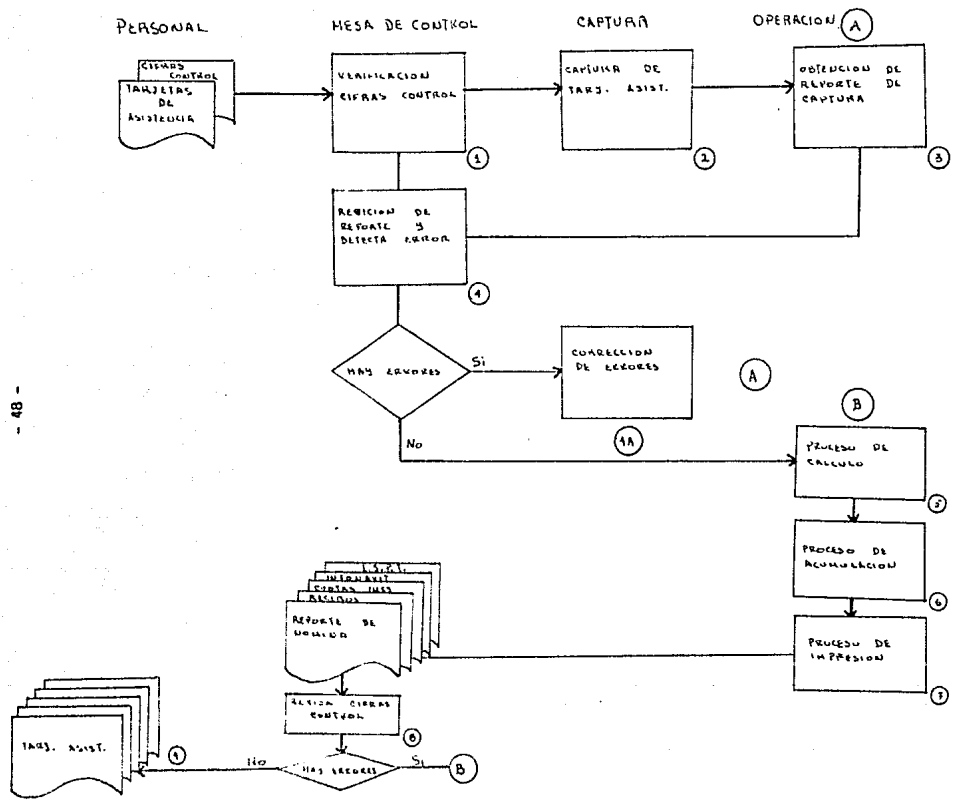 PERSONAL
MESA DE CONTROL
CAPTURA
OPERACION A
CIFRAS
CONTROL
TARJETAS
DE
ASISTENCIA
VERIFICACION
CIFRAS CONTROL
1
CAPTURA DE
TARJ. ASIST.
2
OBTENCION DE
REPORTE DE
CAPTURA
3
REVICION DE
REPORTE Y
DETECTA ERROR
4
HAY ERRORES
Si
CORRECCION
DE ERRORES
A
- 48 -
No
4A
B
PROCESO DE
CALCULO
5
PROCESO DE
ACUMULACION
6
I.S.P.T.
INFONAVIT
CUOTAS IMSS
RECIBOS
REPORTE DE
NOMINA
PROCESO DE
IMPRESION
7
REVISA CIFRAS
CONTROL
8
TARJ. ASIST.
9
No
HAY ERRORES
Si
B